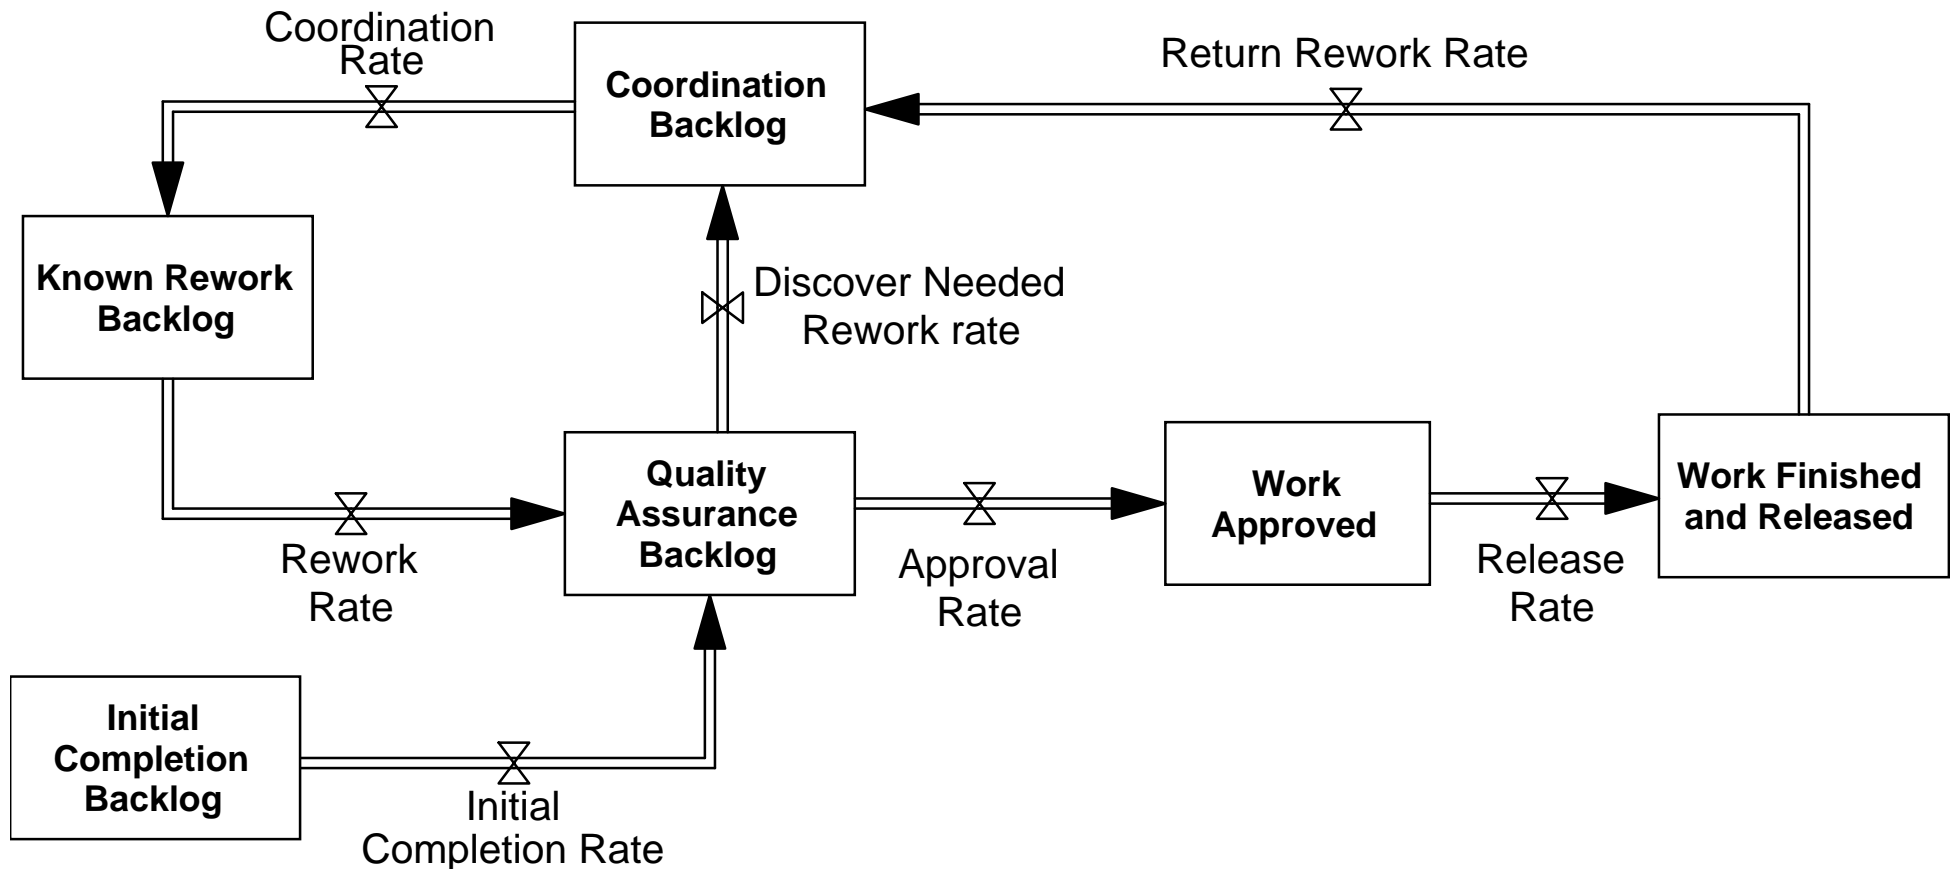 Coordination
Rate
Coordination
Backlog
Return Rework Rate
Known Rework
Backlog
Discover Needed
Rework rate
Quality
Assurance
Backlog
Work
Approved
Work Finished
and Released
Rework
Rate
Approval
Rate
Release
Rate
Initial
Completion
Backlog
Initial
Completion Rate